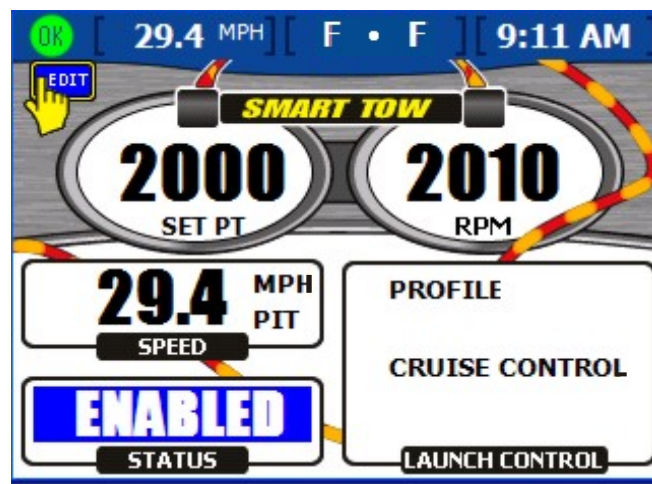 OK [ 29.4 MPH ] [ F • F ] [ 9:11 AM ]
EDIT
SMART TOW
2000
SET PT
2010
RPM
29.4 MPH
PIT
SPEED
ENABLED
STATUS
PROFILE
CRUISE CONTROL
LAUNCH CONTROL